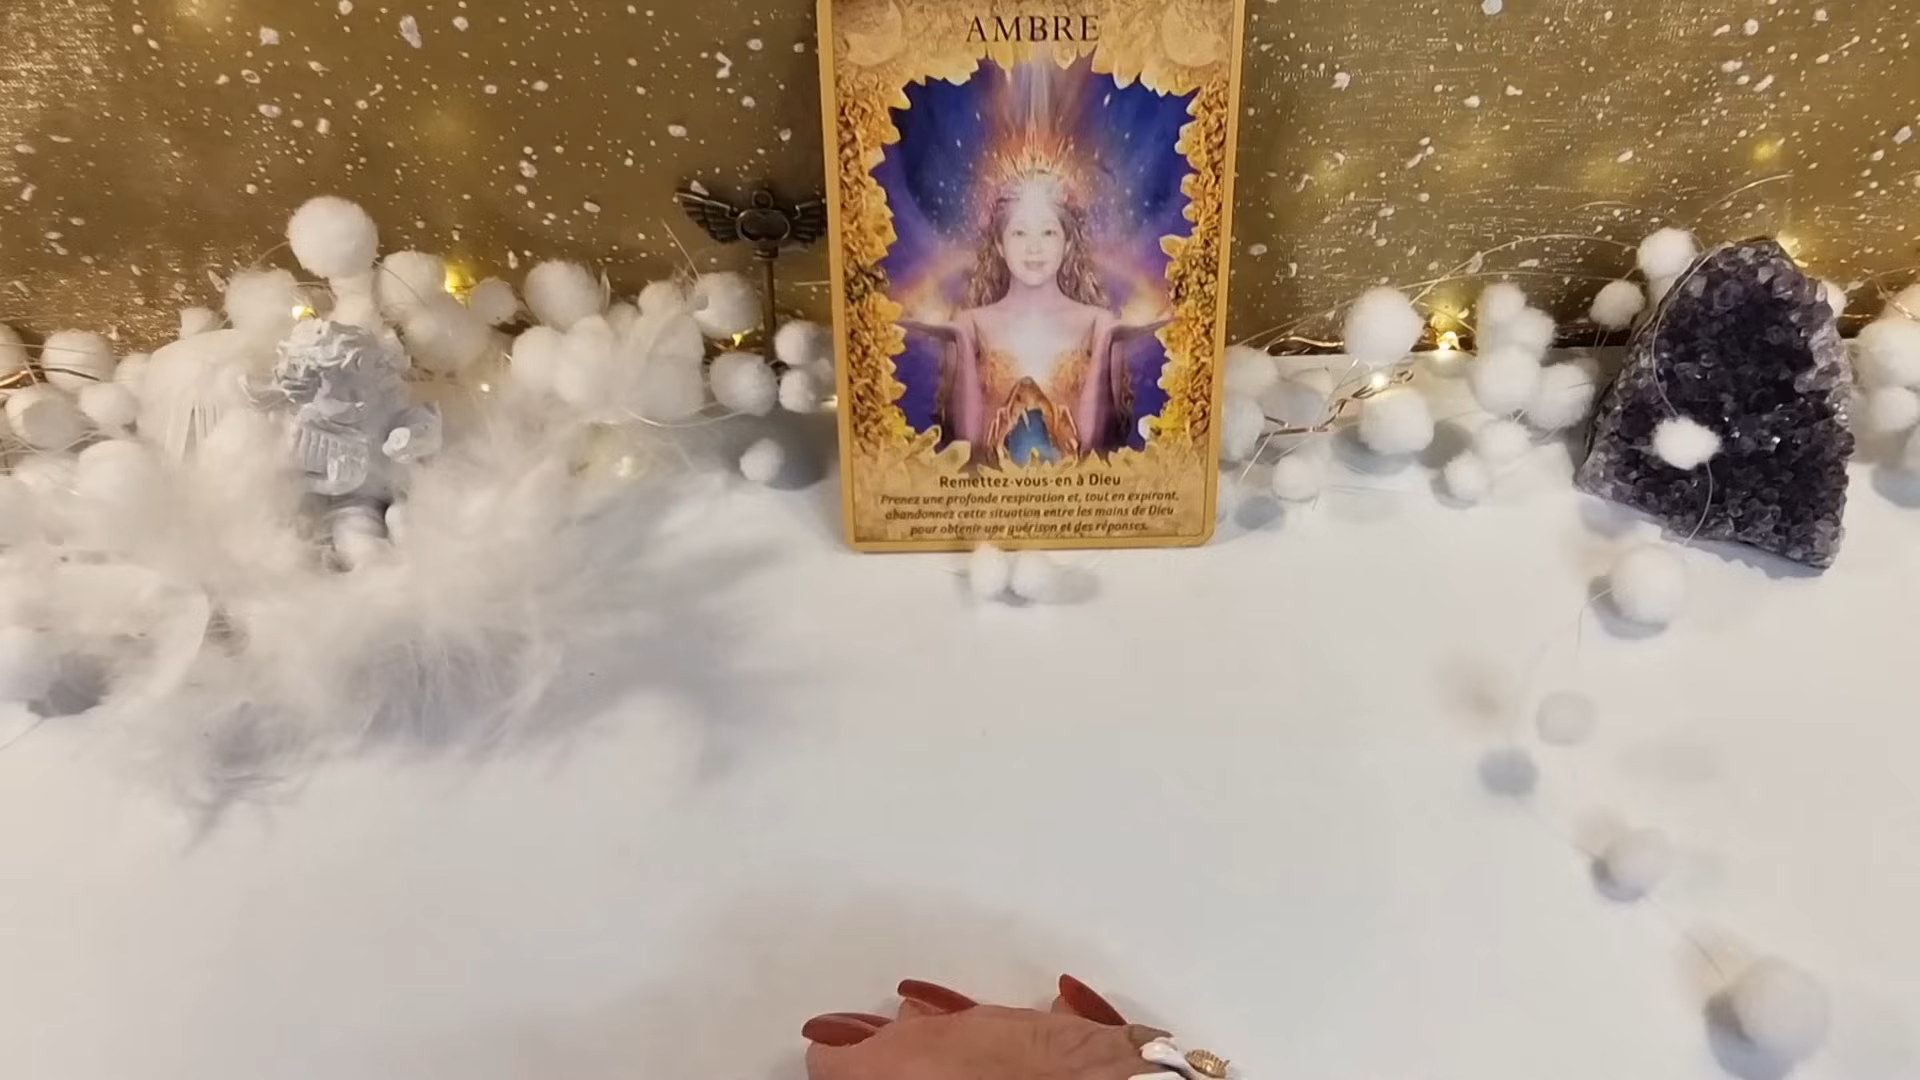 AMBRE
Remettez-vous-en à Dieu
Prenez une profonde respiration et, tout en expirant,
abandonnez cette situation entre les mains de Dieu
pour obtenir une guérison et des réponses.